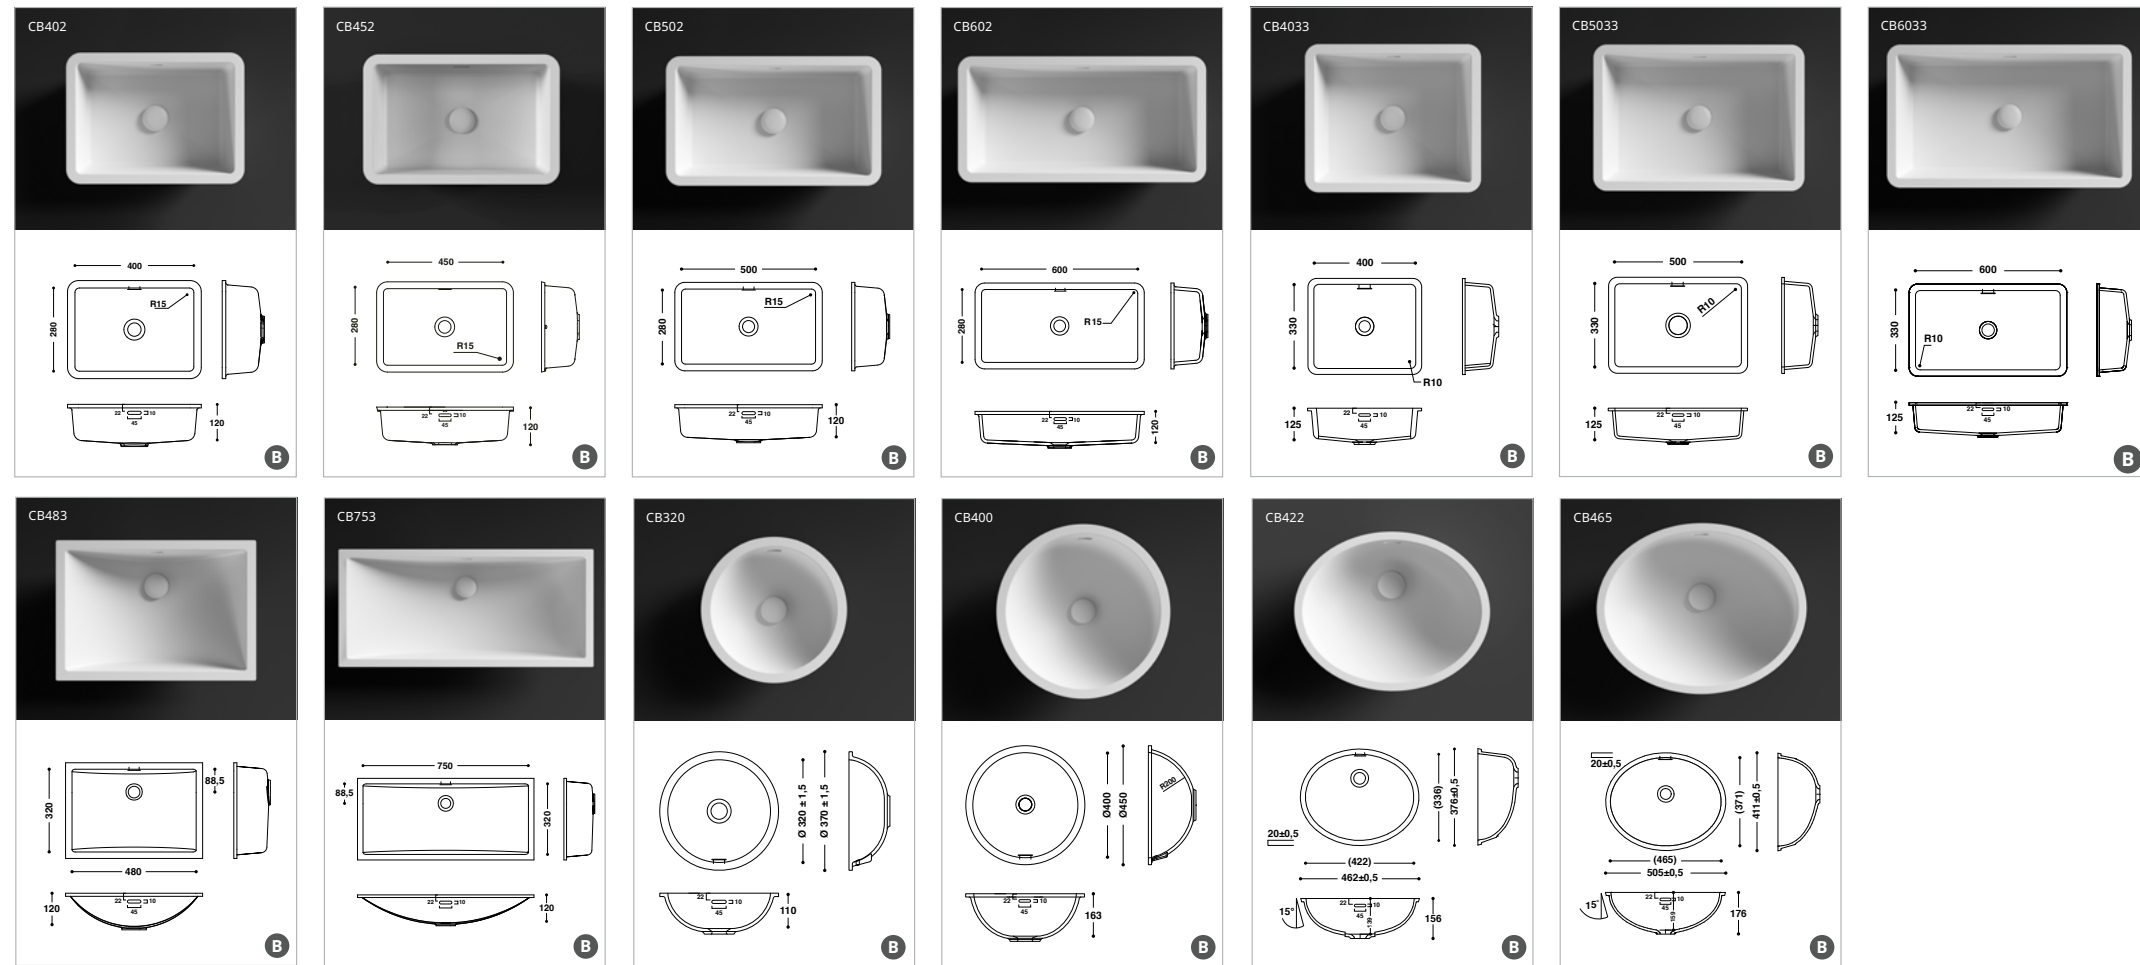 CB402
400
280
R15
22
10
45
120
B
CB452
450
280
R15
22
10
45
120
B
CB502
500
280
R15
22
10
45
120
B
CB602
600
280
R15
22
10
45
120
B
CB4033
400
330
R10
22
10
45
125
B
CB5033
500
330
R10
22
10
45
125
B
CB6033
600
330
R10
22
10
45
125
B
CB483
320
88,5
480
22
10
45
120
B
CB753
750
88,5
320
22
10
45
120
B
CB320
Ø 320 ± 1,5
Ø 370 ± 1,5
22
10
45
110
B
CB400
Ø400
Ø450
R200
22
10
45
163
B
CB422
(336)
376±0,5
20±0,5
(422)
462±0,5
15°
22
10
45
139
156
B
CB465
20±0,5
(371)
411±0,5
(465)
505±0,5
15°
22
10
45
159
176
B